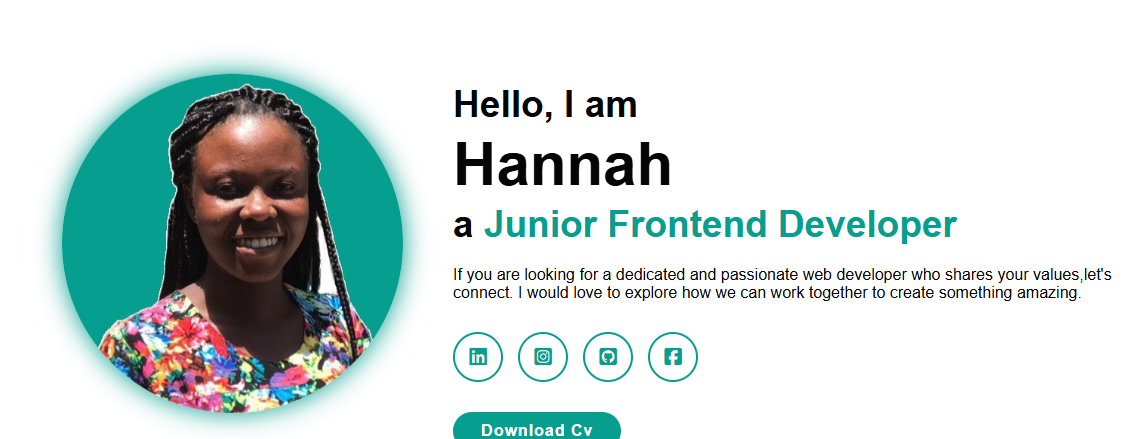 Hello, I am
Hannah
a Junior Frontend Developer
If you are looking for a dedicated and passionate web developer who shares your values,let's
connect. I would love to explore how we can work together to create something amazing.
in
Download Cv